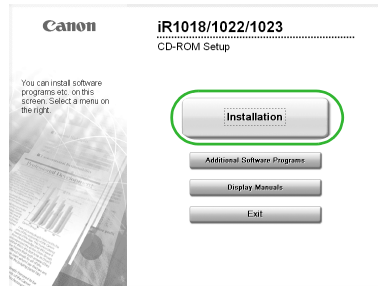 Canon
iR1018/1022/1023
CD-ROM Setup
You can install software
programs etc. on this
screen. Select a menu on
the right.
Installation
Additional Software Programs
Display Manuals
Exit